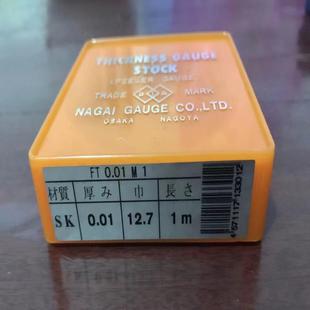 THICKNESS GAUGE
STOCK
(FEELER GAUGE)
TRADE MARK
NAGAI GAUGE CO.,LTD.
OSAKA NAGOYA
FT 0.01 M 1
材質 厚み 巾 長さ
SK 0.01 12.7 1m
4571117133012